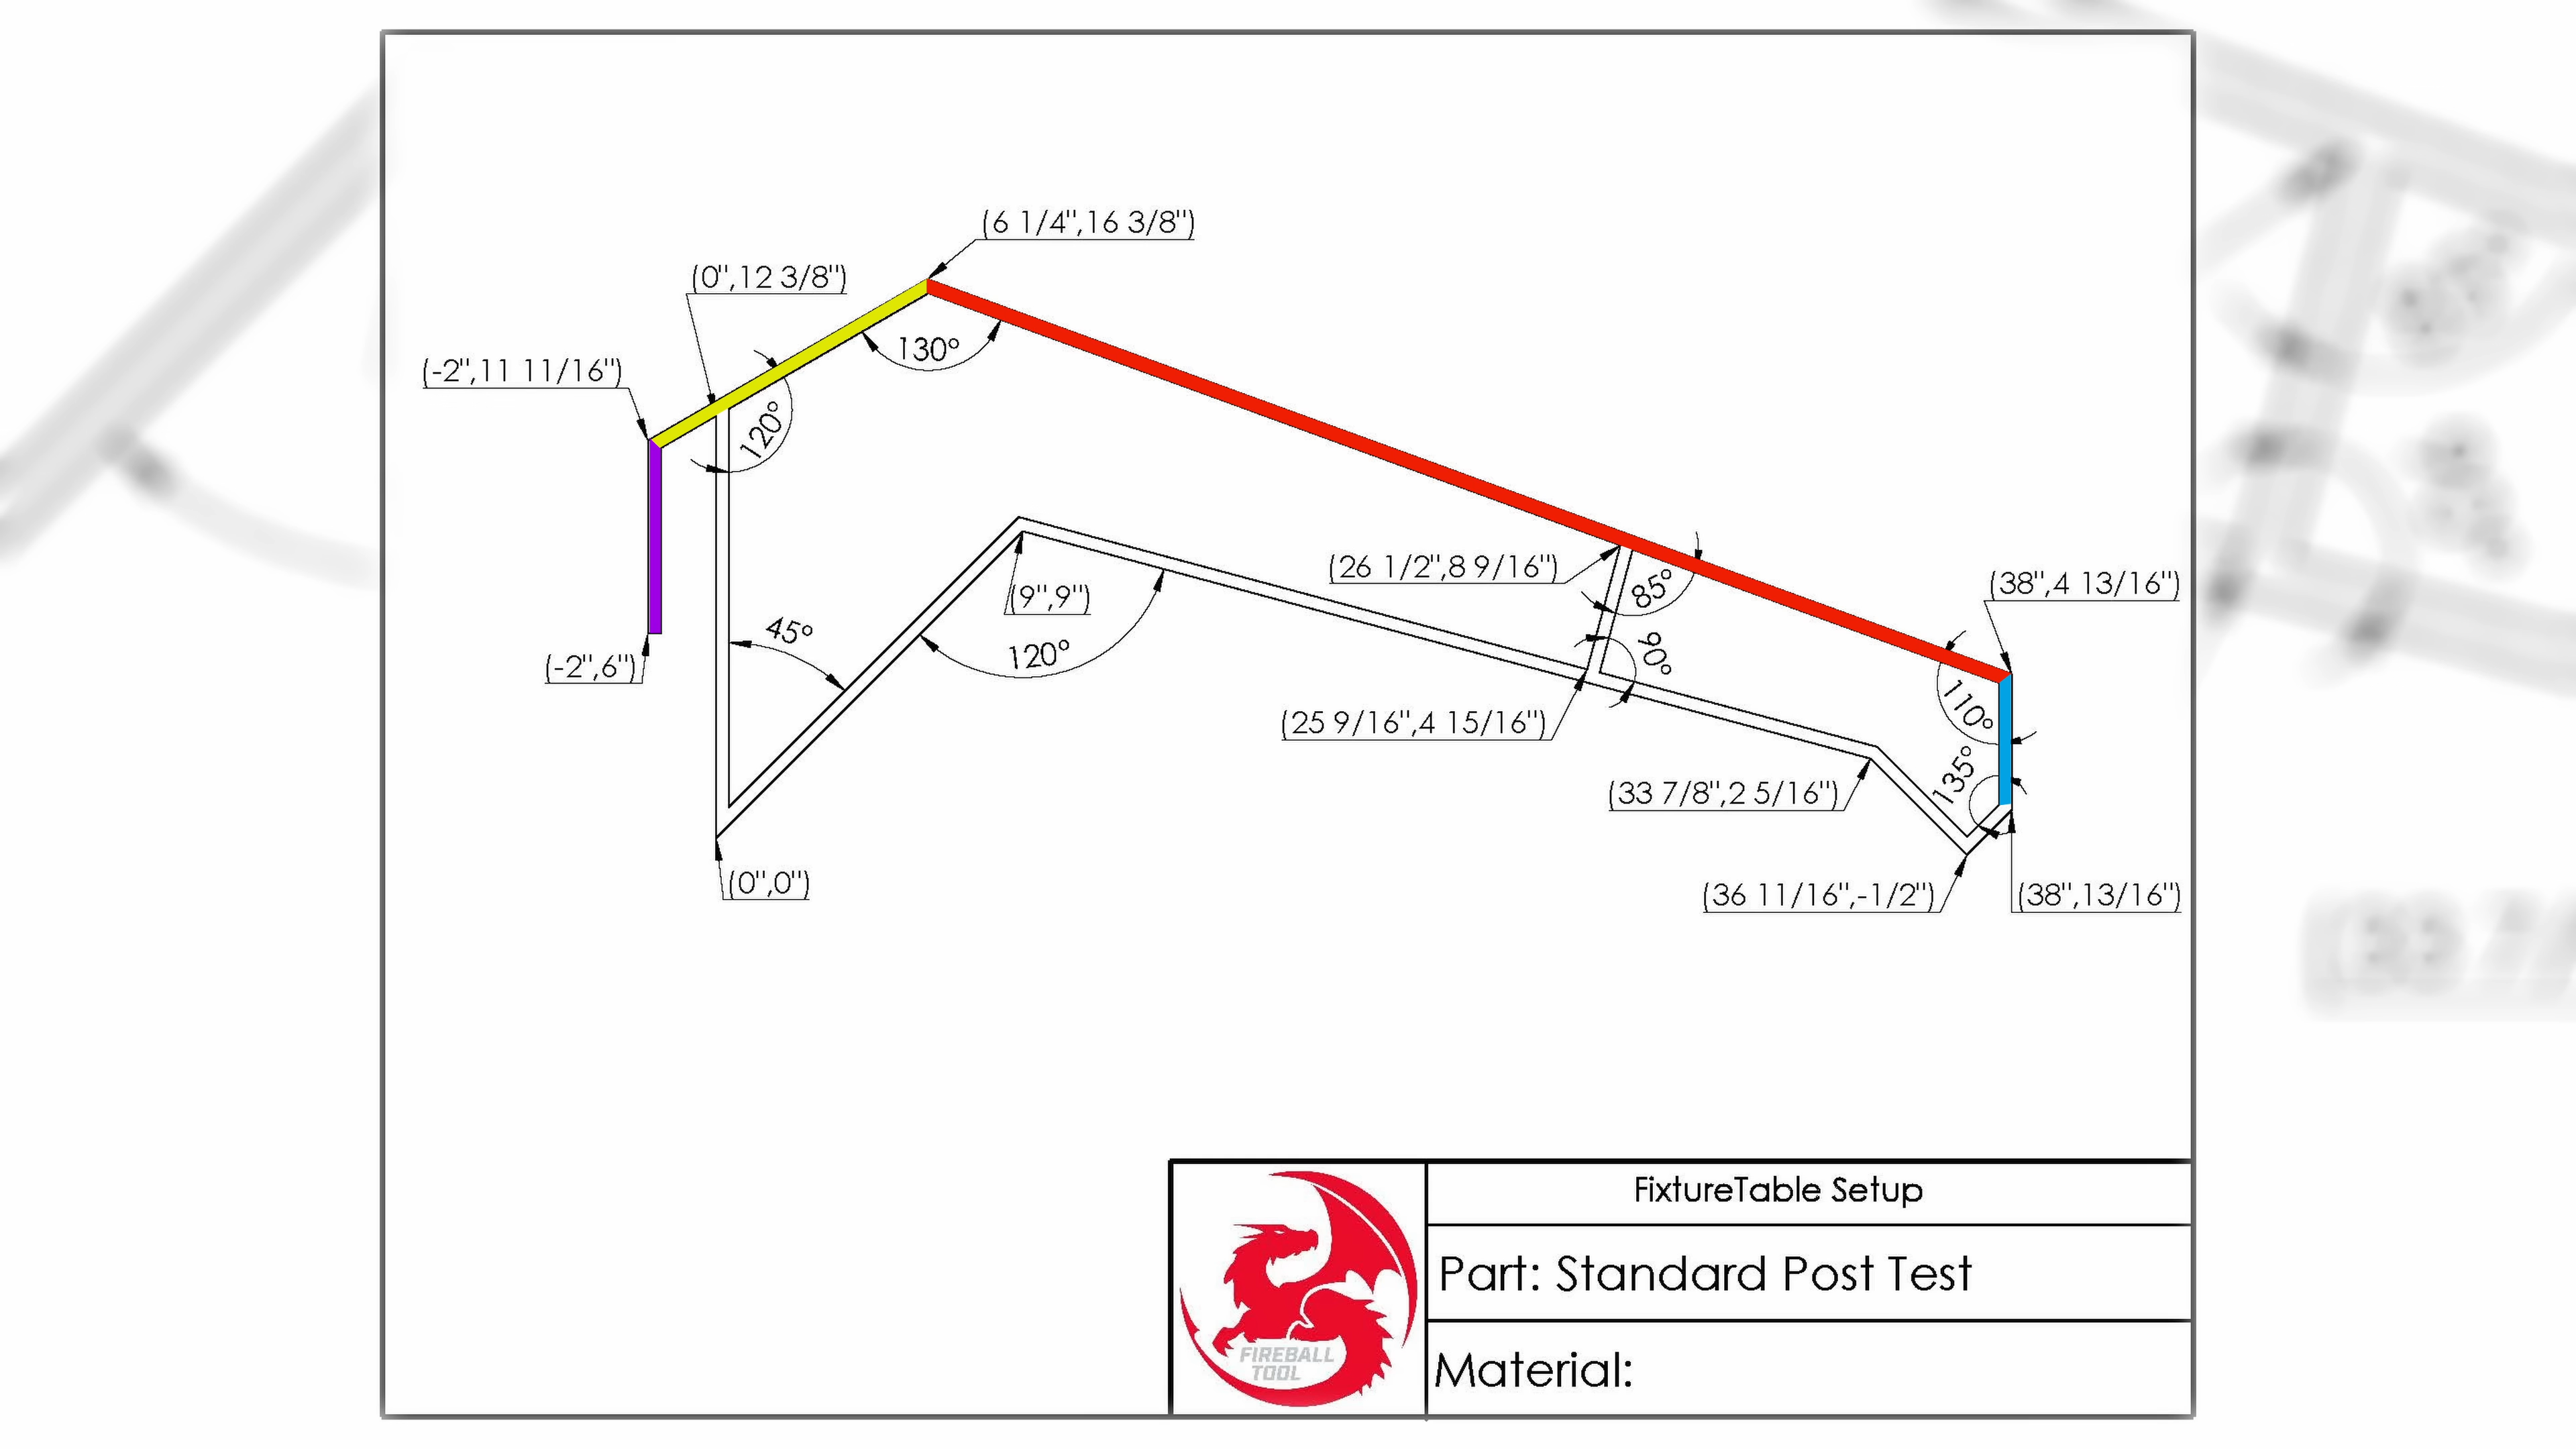 (6 1/4",16 3/8")
(0",12 3/8")
130°
(-2",11 11/16")
120°
(26 1/2",8 9/16")
85°
(38",4 13/16")
(9",9")
45°
120°
90°
(-2",6")
110°
(25 9/16",4 15/16")
135°
(33 7/8",2 5/16")
(0",0")
(36 11/16",-1/2")
(38",13/16")
FixtureTable Setup
Part: Standard Post Test
FIREBALL
TOOL
Material: